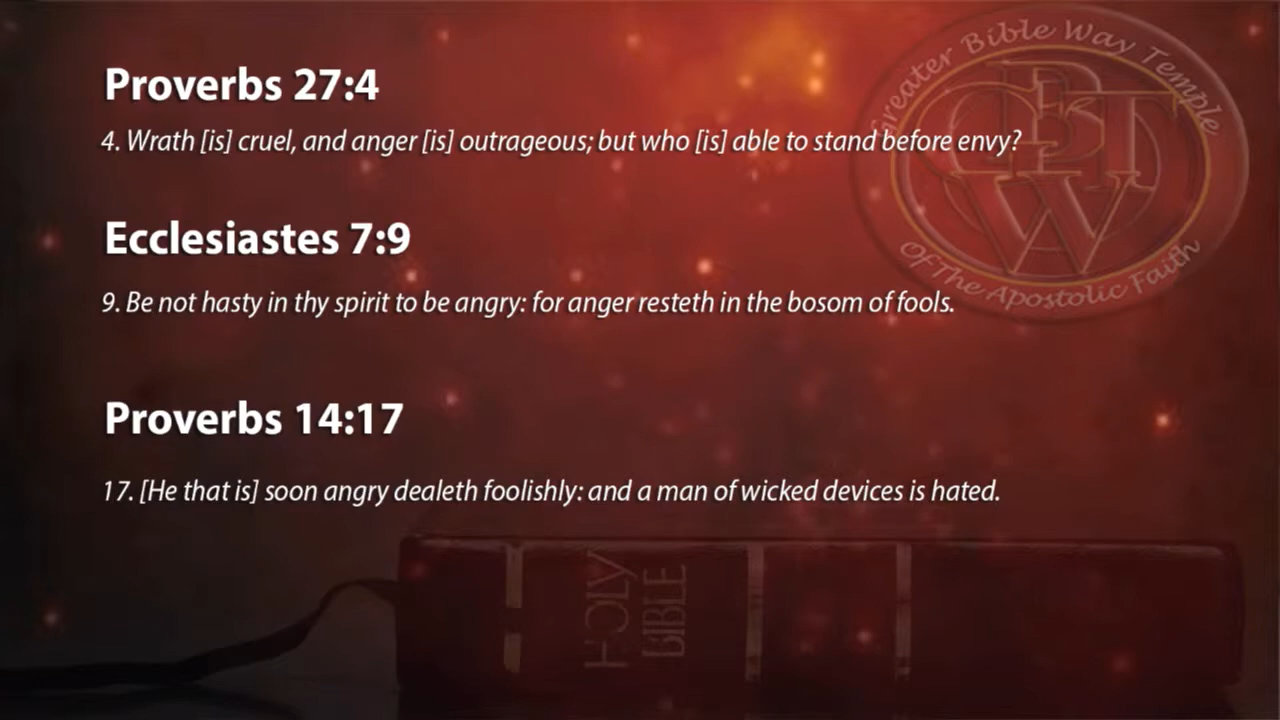 Greater Bible Way Temple
GBTW
Of The Apostolic Faith
Proverbs 27:4
4. Wrath [is] cruel, and anger [is] outrageous; but who [is] able to stand before envy?
Ecclesiastes 7:9
9. Be not hasty in thy spirit to be angry: for anger resteth in the bosom of fools.
Proverbs 14:17
17. [He that is] soon angry dealeth foolishly: and a man of wicked devices is hated.
HOLY
BIBLE